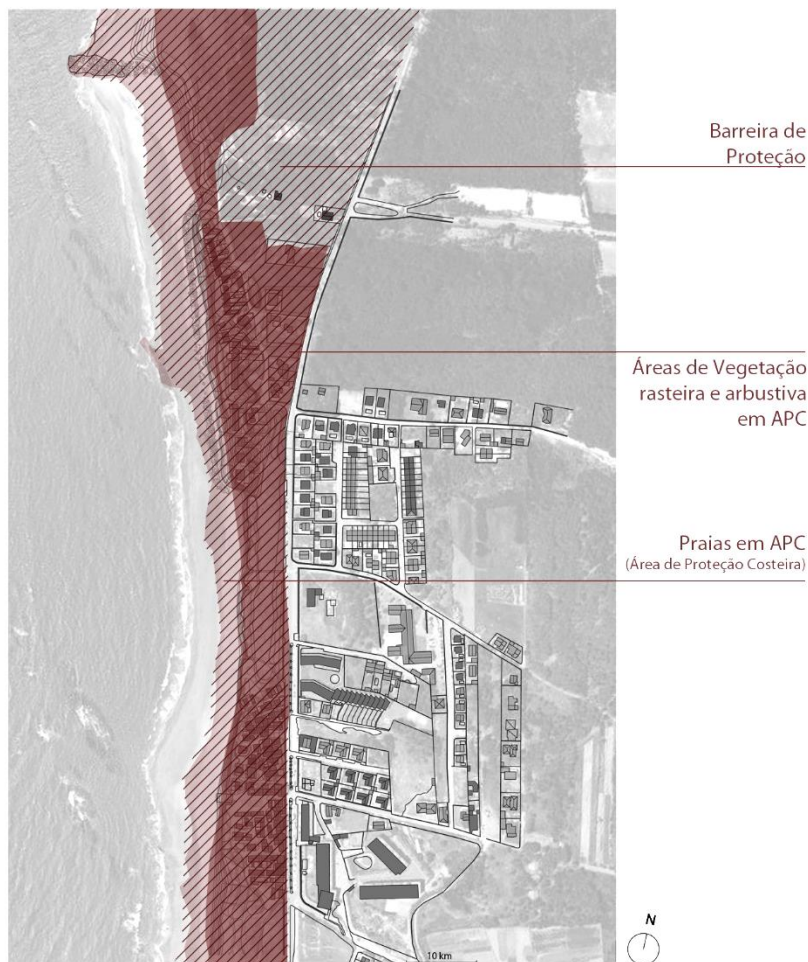 Barreira de
Proteção
Áreas de Vegetação
rasteira e arbustiva
em APC
Praias em APC
(Área de Proteção Costeira)
N
10 km